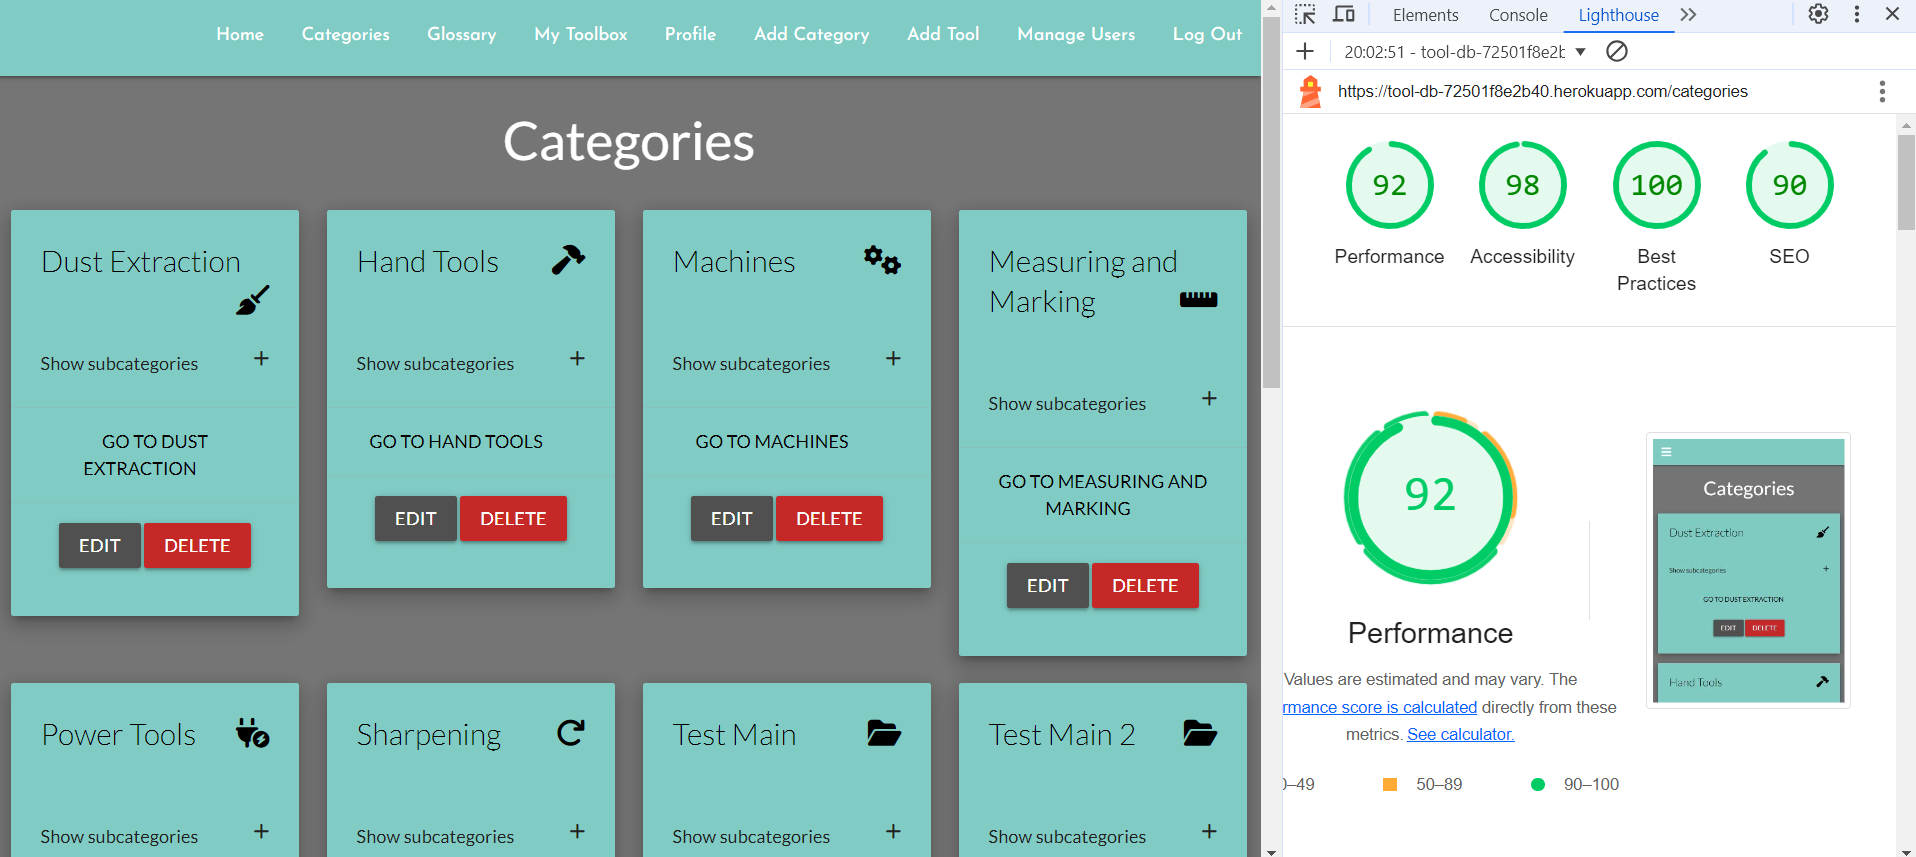 Home Categories Glossary My Toolbox Profile Add Category Add Tool Manage Users Log Out
Categories
Dust Extraction
Show subcategories +
GO TO DUST
EXTRACTION
EDIT DELETE
Hand Tools
Show subcategories +
GO TO HAND TOOLS
EDIT DELETE
Machines
Show subcategories +
GO TO MACHINES
EDIT DELETE
Measuring and
Marking
Show subcategories +
GO TO MEASURING AND
MARKING
EDIT DELETE
Power Tools
Show subcategories +
Sharpening
Show subcategories +
Test Main
Show subcategories +
Test Main 2
Show subcategories +
Elements Console Lighthouse
20:02:51 - tool-db-72501f8e2b
https://tool-db-72501f8e2b40.herokuapp.com/categories
92 98 100 90
Performance Accessibility Best Practices SEO
92
Performance
Values are estimated and may vary. The
rmance score is calculated directly from these
metrics. See calculator.
0–49 50–89 90–100
Categories
Dust Extraction
Show subcategories +
GO TO DUST EXTRACTION
EDIT DELETE
Hand Tools